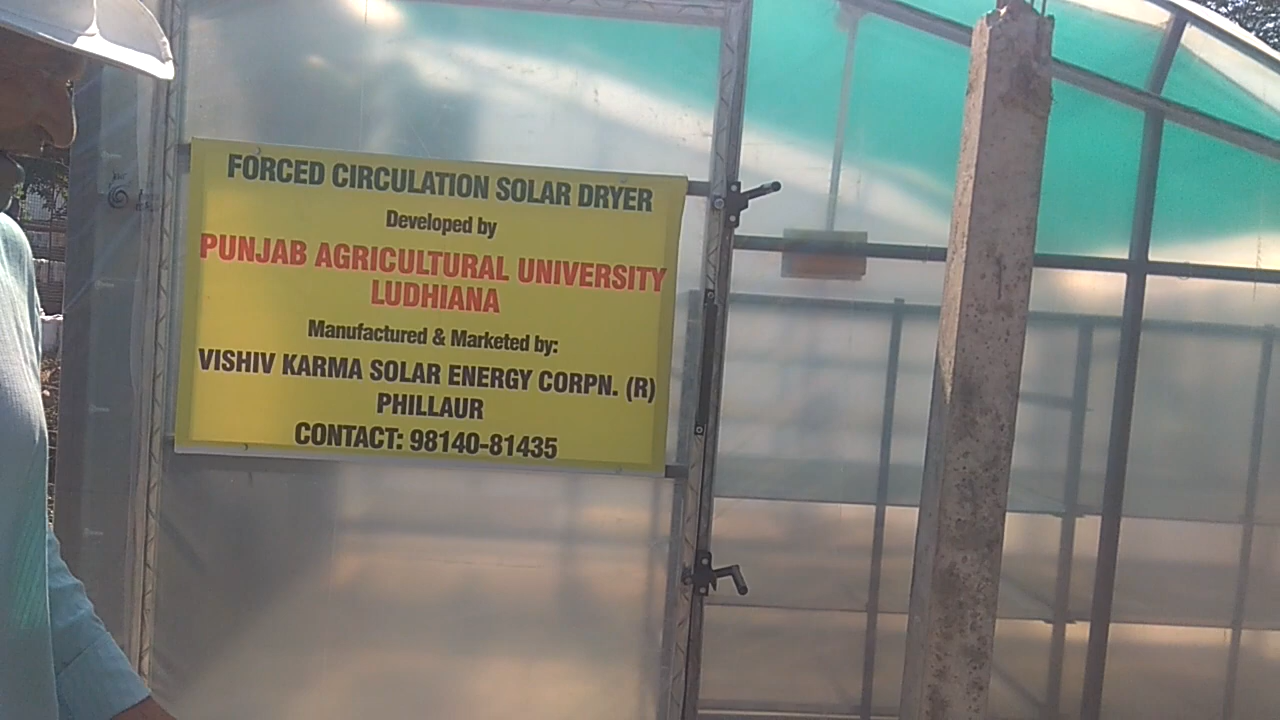 FORCED CIRCULATION SOLAR DRYER
Developed by
PUNJAB AGRICULTURAL UNIVERSITY
LUDHIANA
Manufactured & Marketed by:
VISHIV KARMA SOLAR ENERGY CORPN. (R)
PHILLAUR
CONTACT: 98140-81435